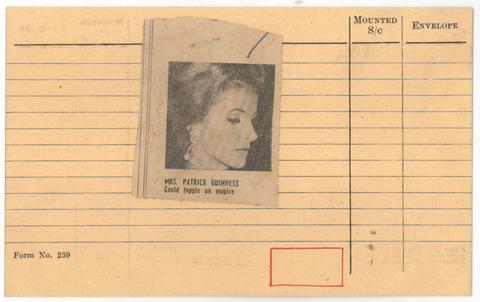 MOUNTED
S/c
ENVELOPE
MRS. PATRICK GUINNESS
Could topple an empire
Form No. 259